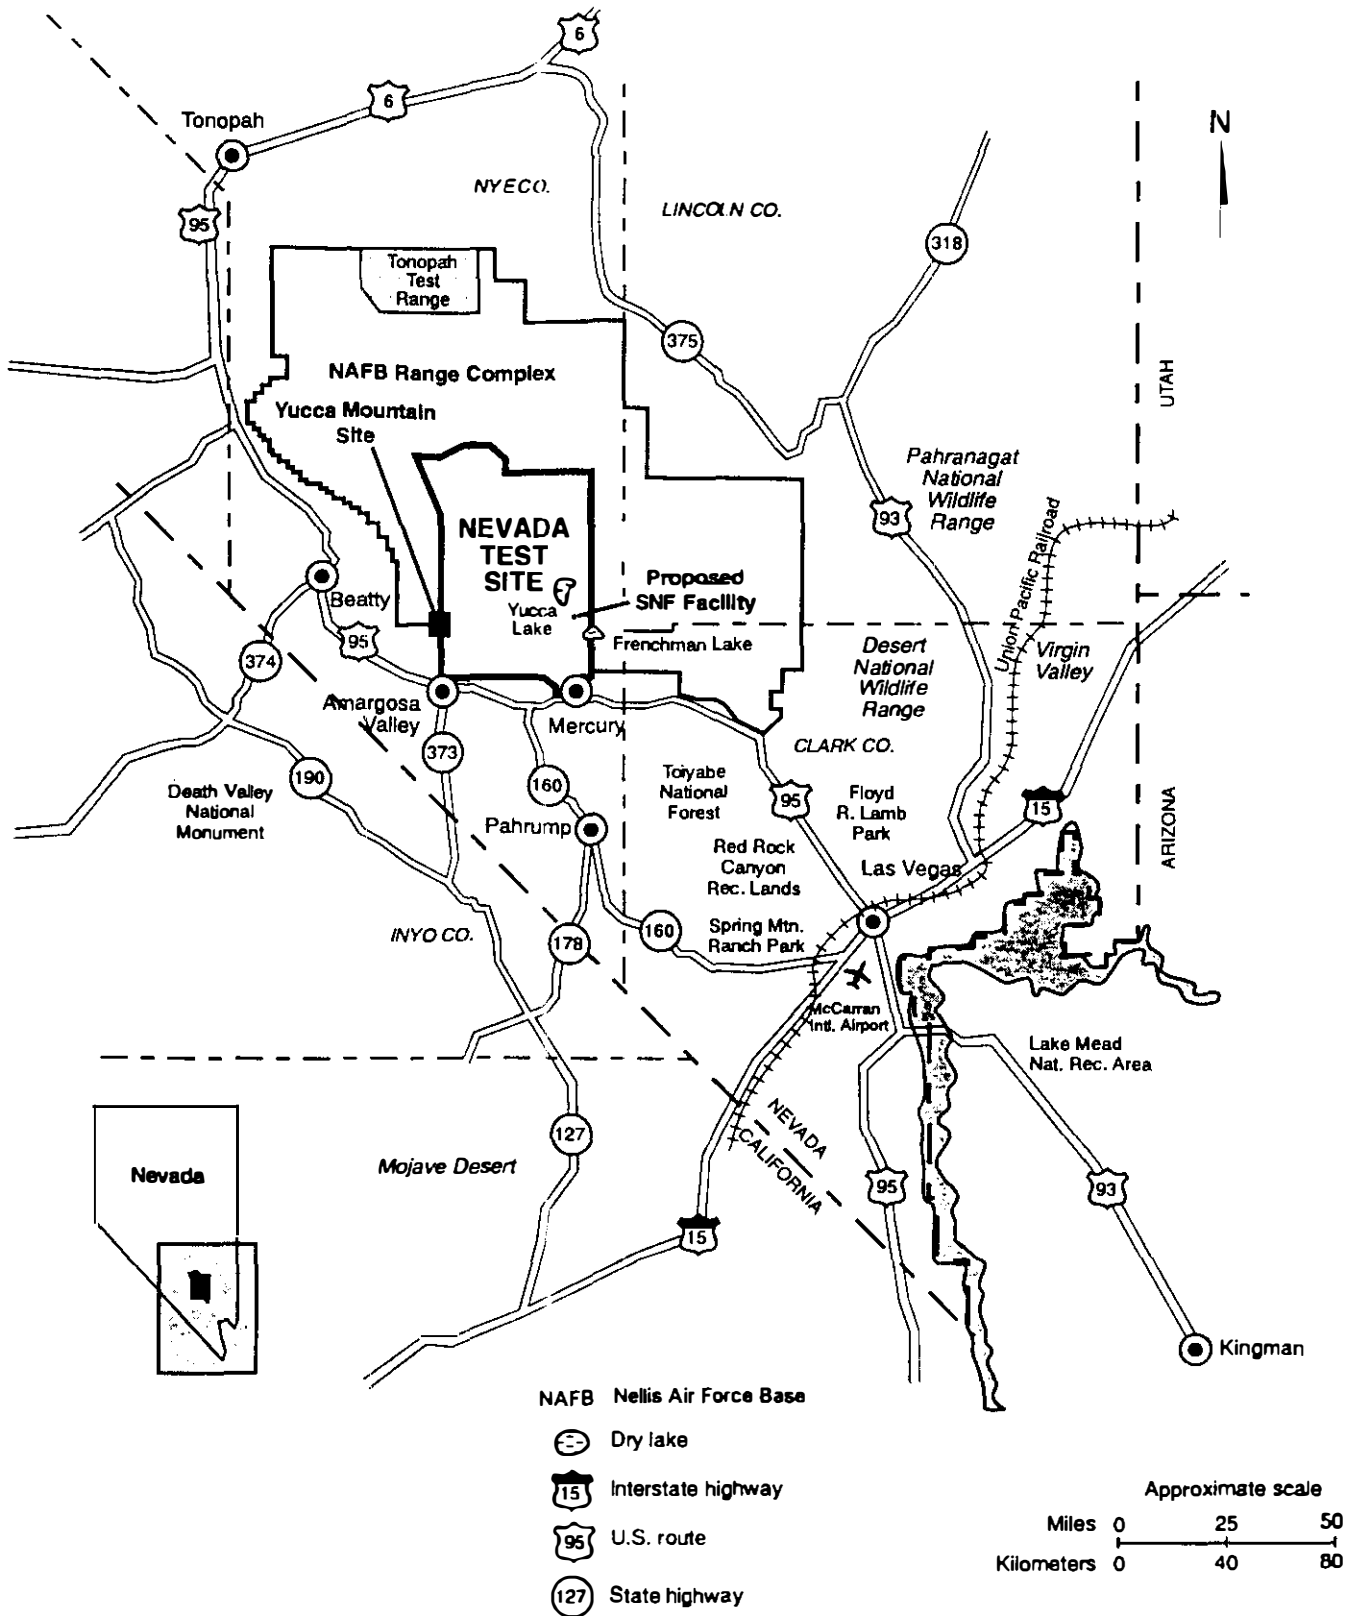 6
6
Tonopah
N
NYE CO.
LINCOLN CO.
95
318
Tonopah
Test
Range
375
UTAH
NAFB Range Complex
Yucca Mountain
Site
Pahranagat
National
Wildlife
Range
93
NEVADA
TEST
SITE
Union Pacific Railroad
Proposed
SNF Facility
Beatty
Yucca
Lake
95
Frenchman Lake
Desert
National
Wildlife
Range
Virgin
Valley
374
Amargosa
Valley
Mercury
373
CLARK CO.
190
160
Toiyabe
National
Forest
95
Floyd
R. Lamb
Park
15
ARIZONA
Death Valley
National
Monument
Pahrump
Red Rock
Canyon
Rec. Lands
Las Vegas
INYO CO.
178
160
Spring Mtn.
Ranch Park
McCarran
Intl. Airport
Lake Mead
Nat. Rec. Area
NEVADA
CALIFORNIA
127
Nevada
Mojave Desert
95
93
15
Kingman
NAFB Nellis Air Force Base
Dry lake
15 Interstate highway
95 U.S. route
127 State highway
Approximate scale
Miles 0 25 50
Kilometers 0 40 80